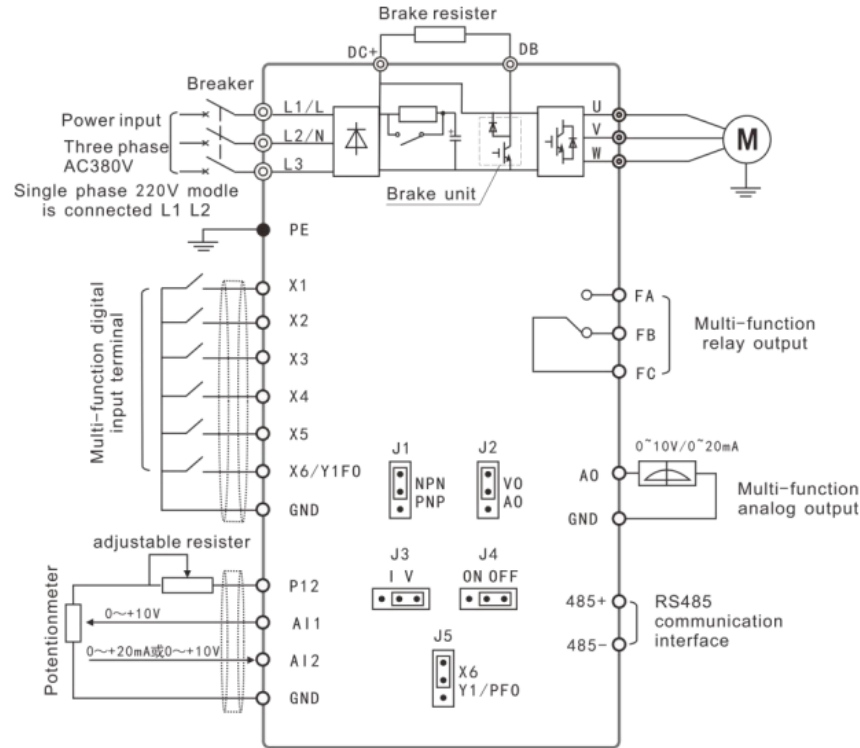 Brake resister
DC+
DB
Breaker
Power input
Three phase
AC380V
Single phase 220V modle
is connected L1 L2
L1/L
L2/N
L3
Brake unit
U
V
W
M
PE
Multi-function digital
input terminal
X1
X2
X3
X4
X5
X6/Y1FO
GND
FA
FB
FC
Multi-function
relay output
J1
NPN
PNP
J2
VO
AO
0~10V/0~20mA
AO
GND
Multi-function
analog output
adjustable resister
Potentionmeter
P12
0～+10V
AI1
0～+20mA或0～+10V
AI2
GND
J3
I V
J4
ON OFF
J5
X6
Y1/PFO
485+
485-
RS485
communication
interface